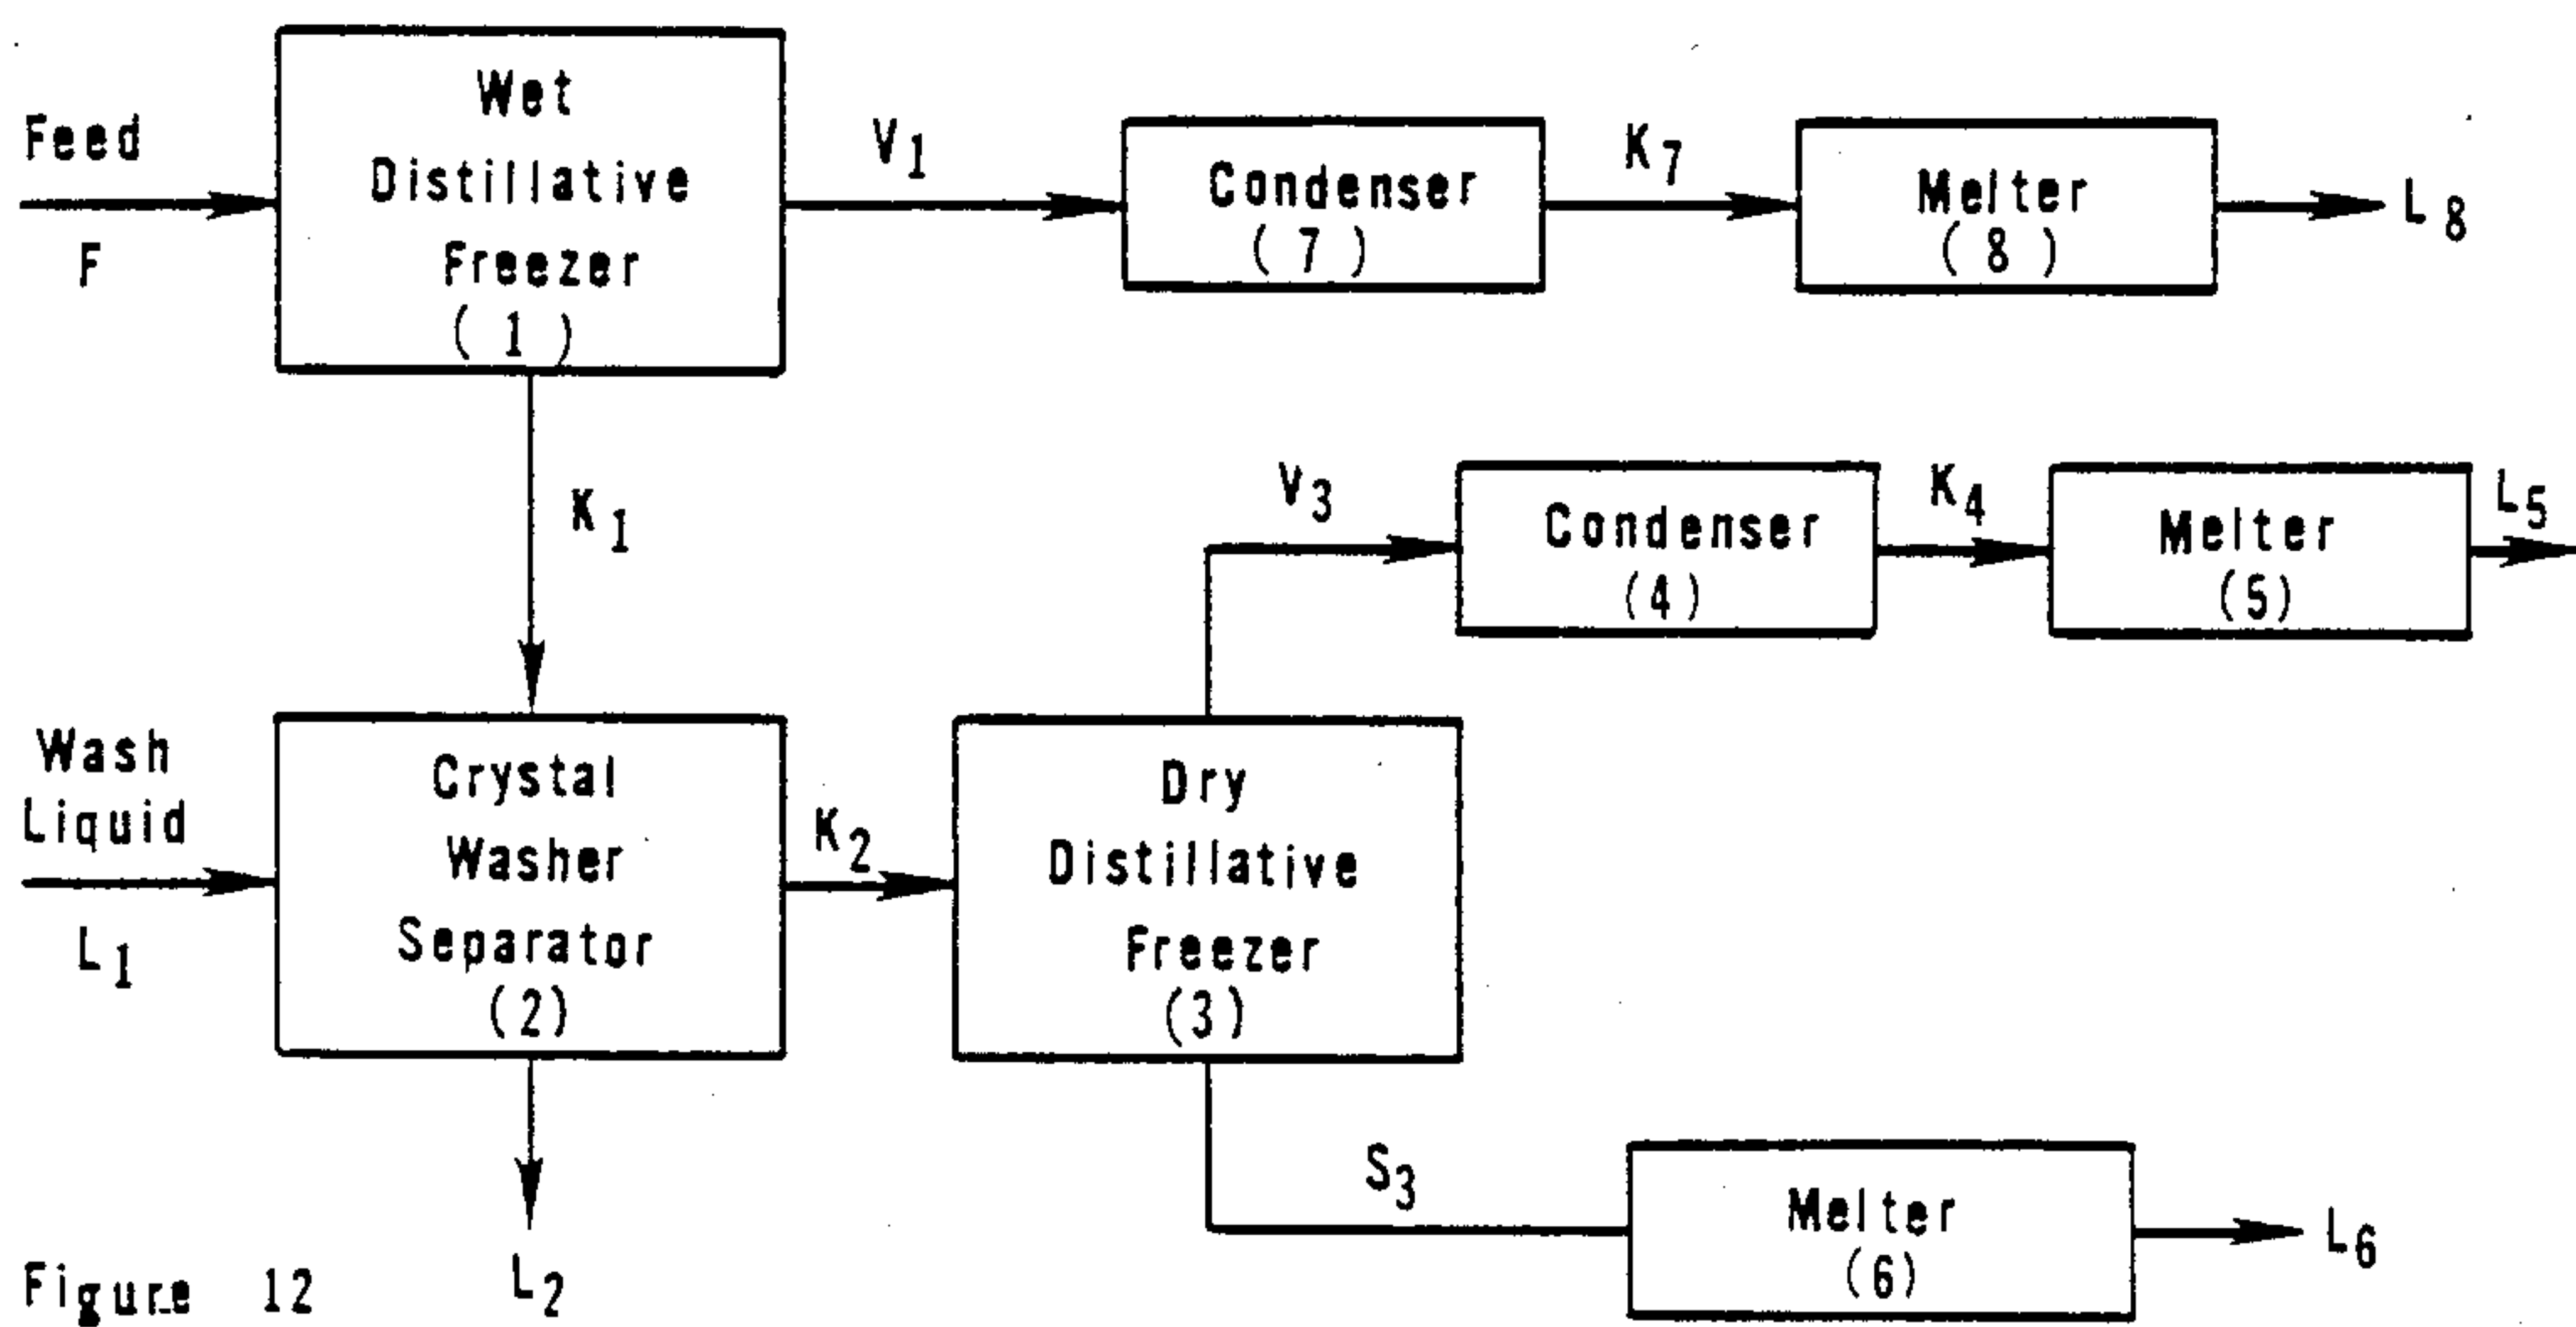 Feed
F
Wet
Distillative
Freezer
( 1 )
V1
Condenser
( 7 )
K7
Melter
( 8 )
L8
K1
V3
Condenser
(4)
K4
Melter
(5)
L5
Wash
Liquid
L1
Crystal
Washer
Separator
(2)
K2
Dry
Distillative
Freezer
(3)
L2
S3
Melter
(6)
L6
Figure 12